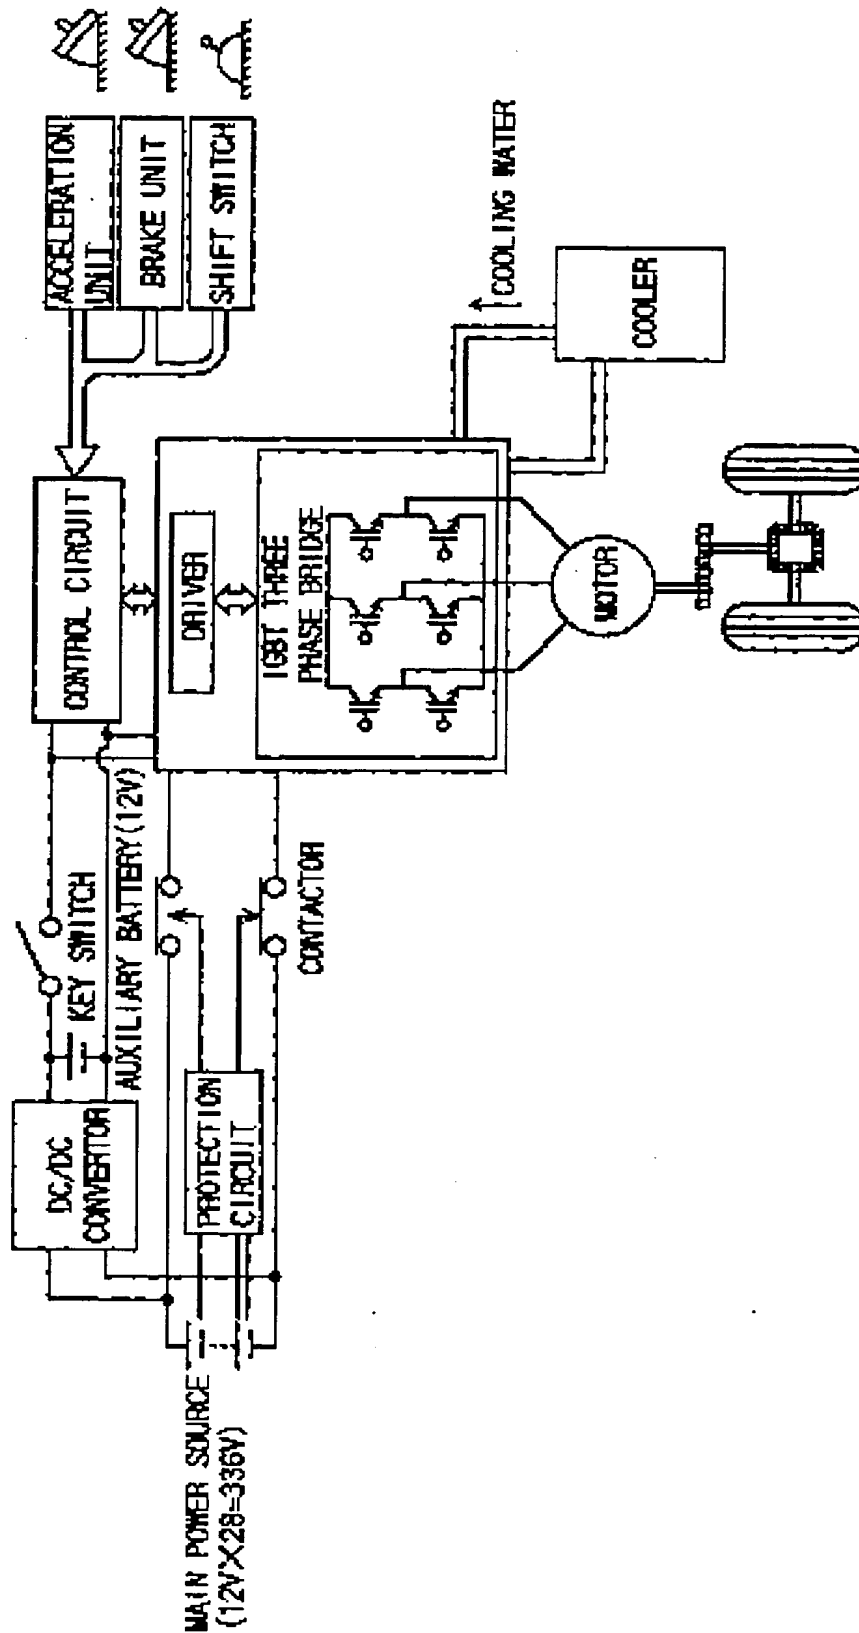 MAIN POWER SOURCE
(12V×28=336V)
DC/DC
CONVERTOR
PROTECTION
CIRCUIT
KEY SWITCH
AUXILIARY BATTERY(12V)
CONTACTOR
CONTROL CIRCUIT
DRIVER
IGBT THREE
PHASE BRIDGE
MOTOR
ACCELERATION
UNIT
BRAKE UNIT
SHIFT SWITCH
COOLING WATER
COOLER